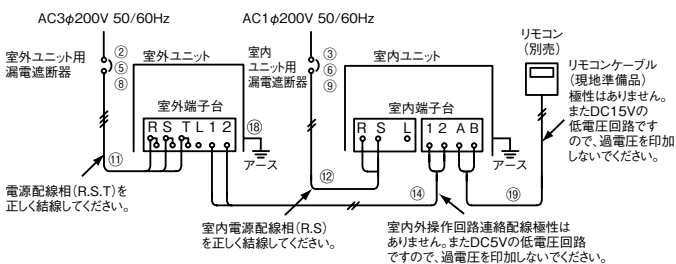 AC3φ200V 50/60Hz
AC1φ200V 50/60Hz
リモコン
(別売)
室外ユニット用
漏電遮断器
②
⑤
⑧
室外ユニット
室内
ユニット用
漏電遮断器
③
⑥
⑨
室内ユニット
リモコンケーブル
(現地準備品)
極性はありません。
またDC15Vの
低電圧回路です
ので、過電圧を印加
しないでください。
室外端子台
R S T L 1 2
⑱
アース
室内端子台
R S L
1 2 A B
アース
⑪
⑫
⑭
⑲
電源配線相(R.S.T)を
正しく結線してください。
室内電源配線相(R.S)
を正しく結線してください。
室内外操作回路連絡配線極性は
ありません。またDC5Vの低電圧回路
ですので、過電圧を印加しないでください。